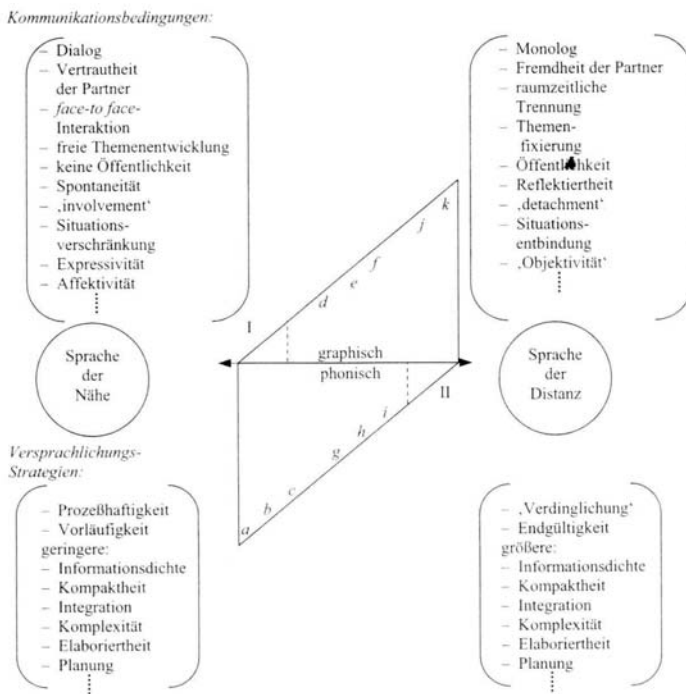 Kommunikationsbedingungen:
– Dialog
– Vertrautheit
der Partner
– face-to face-
Interaktion
– freie Themenentwicklung
– keine Öffentlichkeit
– Spontaneität
– ‚involvement‘
– Situations-
verschränkung
– Expressivität
– Affektivität
– Monolog
– Fremdheit der Partner
– raumzeitliche
Trennung
– Themen-
fixierung
– Öffentlichkeit
– Reflektiertheit
– ‚detachment‘
– Situations-
entbindung
– ‚Objektivität‘
k
j
f
e
d
I
Sprache
der
Nähe
graphisch
phonisch
Sprache
der
Distanz
II
i
h
g
c
b
a
Versprachlichungs-
Strategien:
– Prozeßhaftigkeit
– Vorläufigkeit
geringere:
– Informationsdichte
– Kompaktheit
– Integration
– Komplexität
– Elaboriertheit
– Planung
– ‚Verdinglichung‘
– Endgültigkeit
größere:
– Informationsdichte
– Kompaktheit
– Integration
– Komplexität
– Elaboriertheit
– Planung